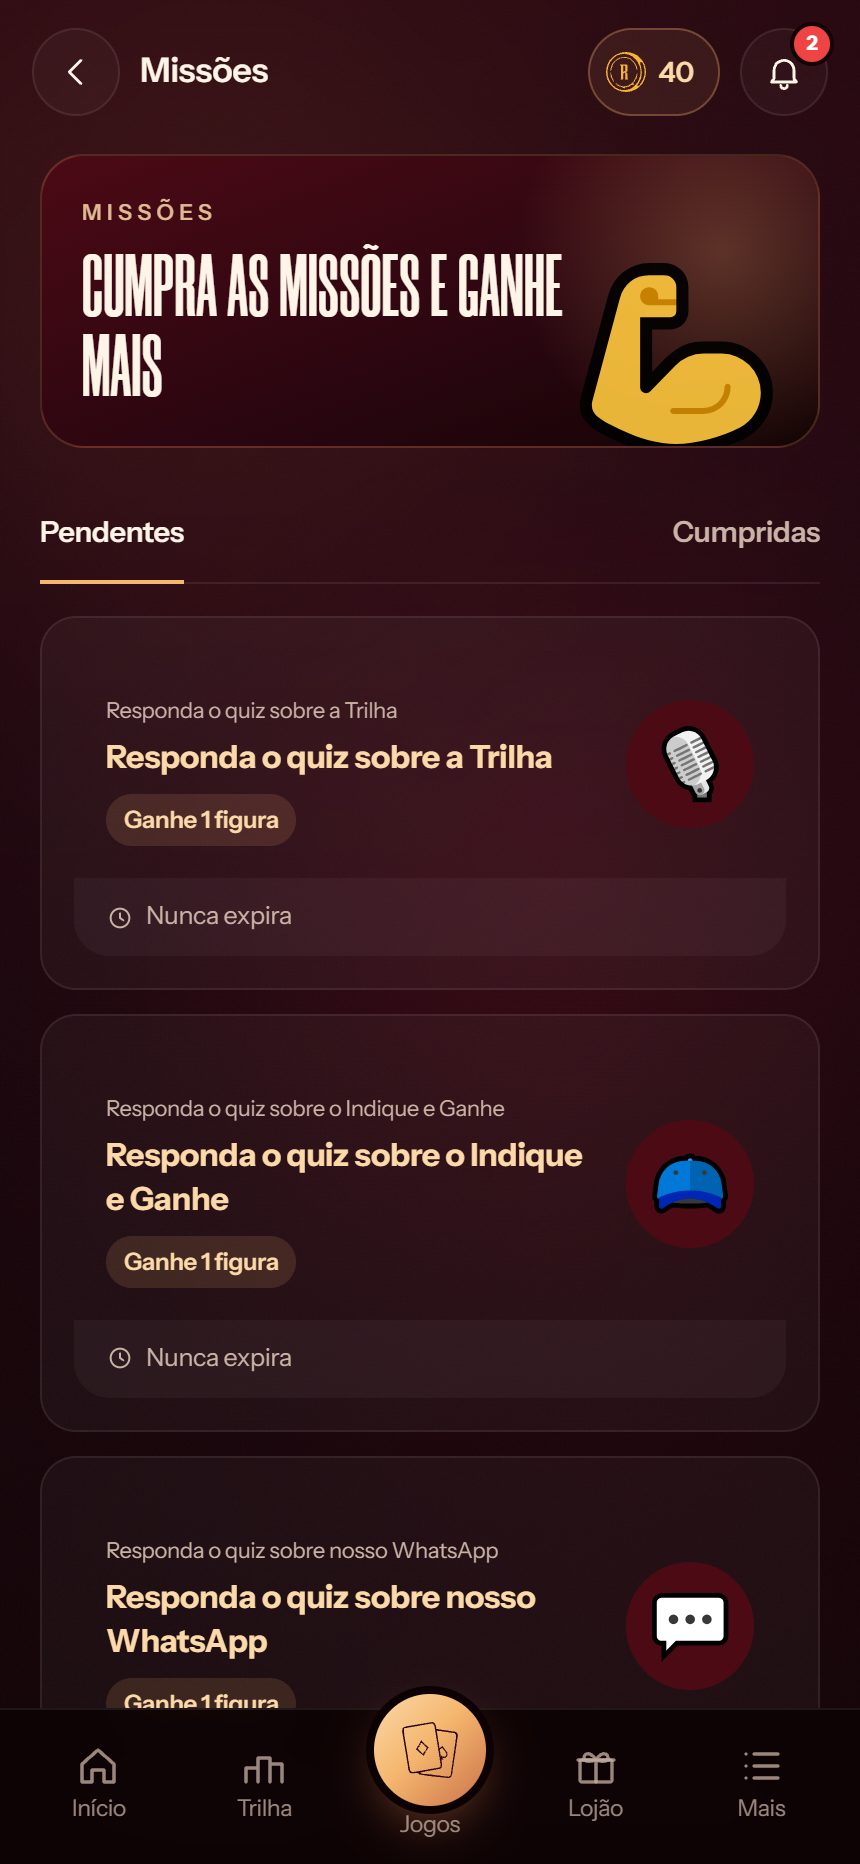 Missões
R
40
2
MISSÕES
CUMPRA AS MISSÕES E GANHE
MAIS
Pendentes
Cumpridas
Responda o quiz sobre a Trilha
Responda o quiz sobre a Trilha
Ganhe 1 figura
Nunca expira
Responda o quiz sobre o Indique e Ganhe
Responda o quiz sobre o Indique
e Ganhe
Ganhe 1 figura
Nunca expira
Responda o quiz sobre nosso WhatsApp
Responda o quiz sobre nosso
WhatsApp
Ganhe 1 figura
Início
Trilha
Jogos
Lojão
Mais